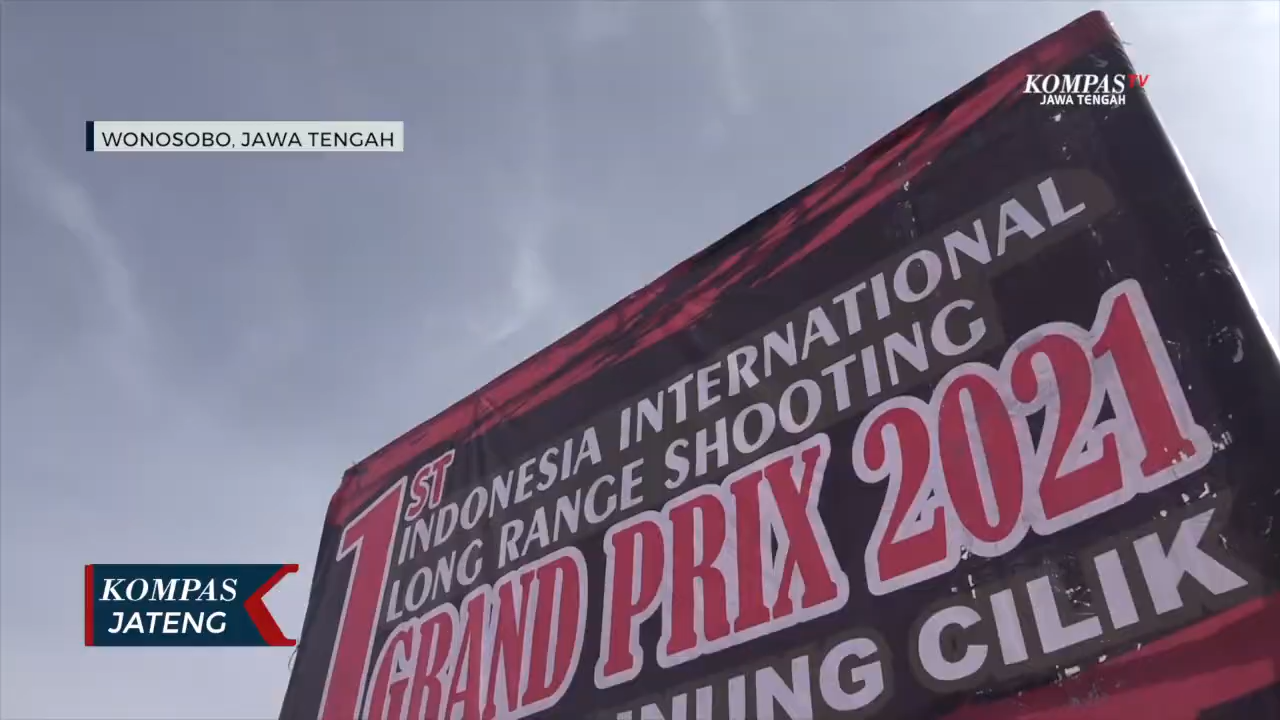 KOMPAS TV
JAWA TENGAH
WONOSOBO, JAWA TENGAH
1ST
INDONESIA INTERNATIONAL
LONG RANGE SHOOTING
GRAND PRIX 2021
CILIK
KOMPAS
JATENG